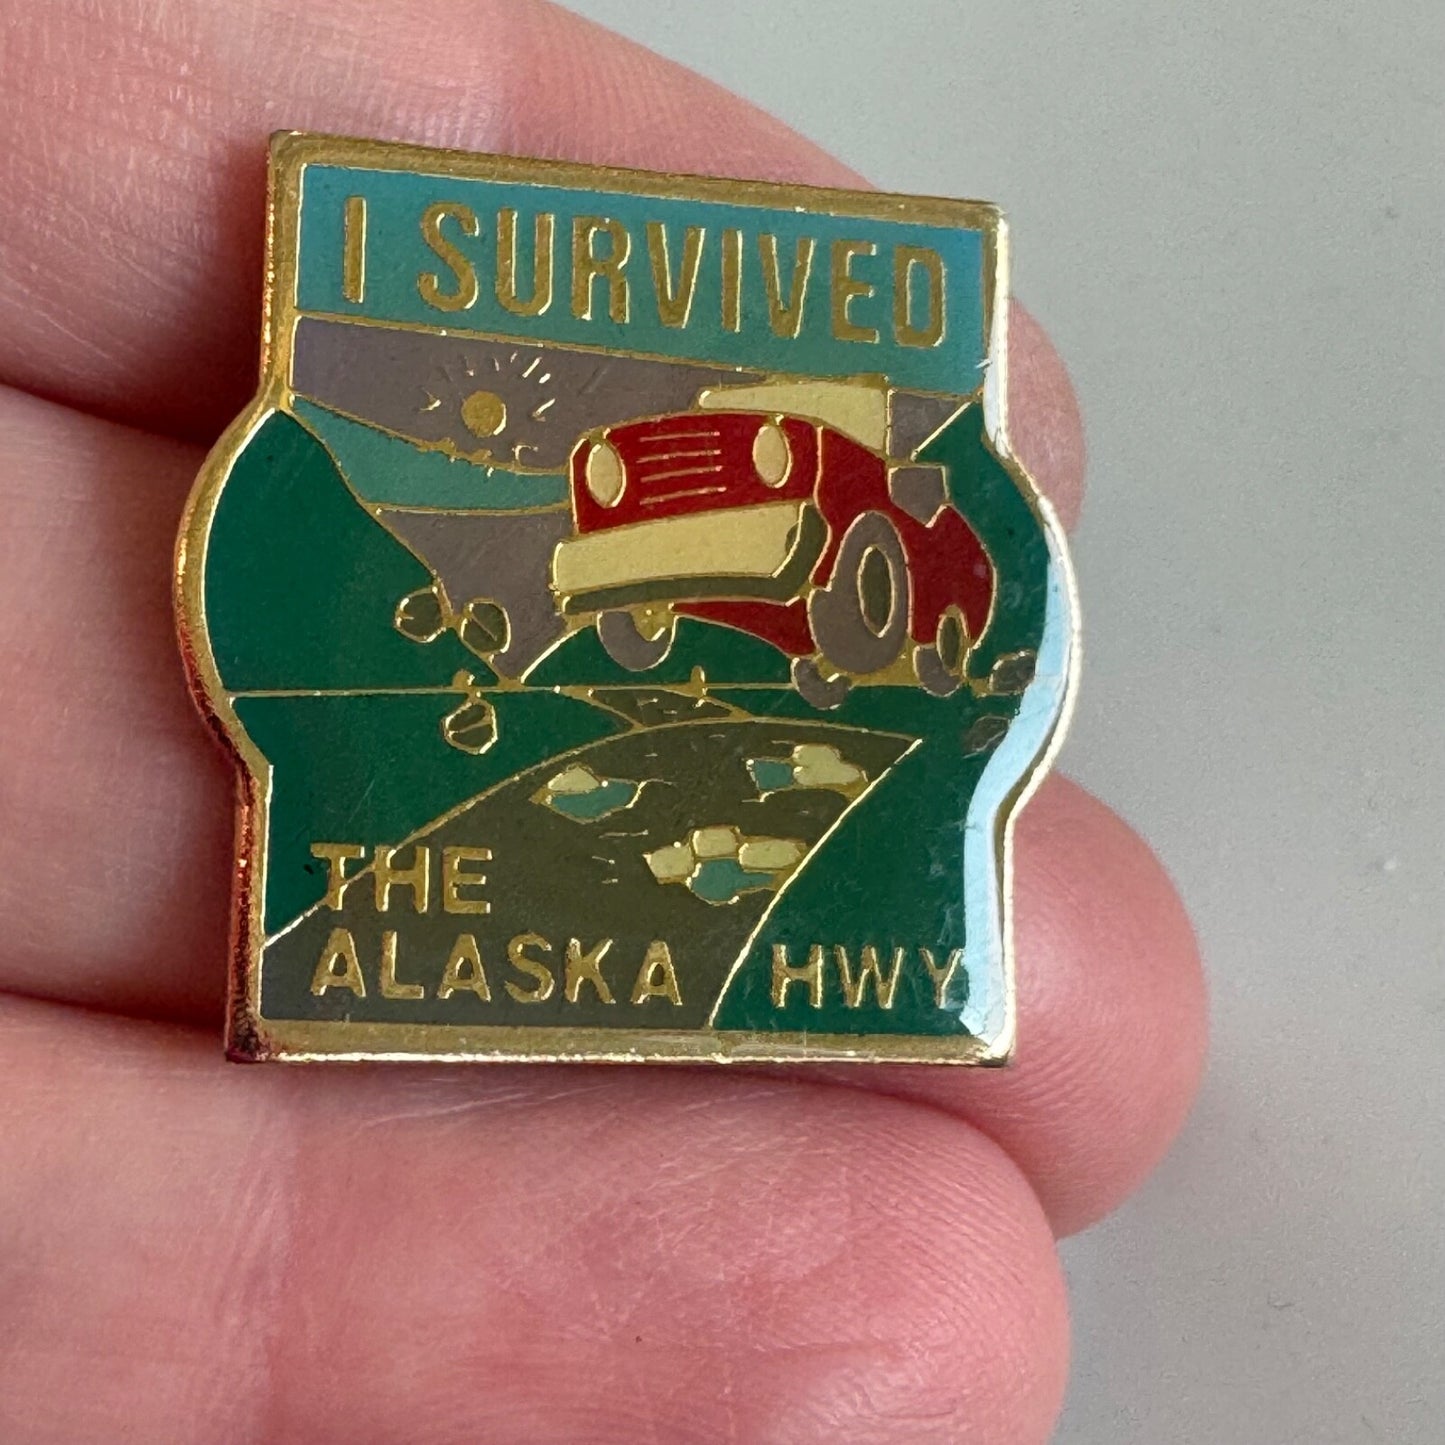 I SURVIVED
THE
ALASKA HWY